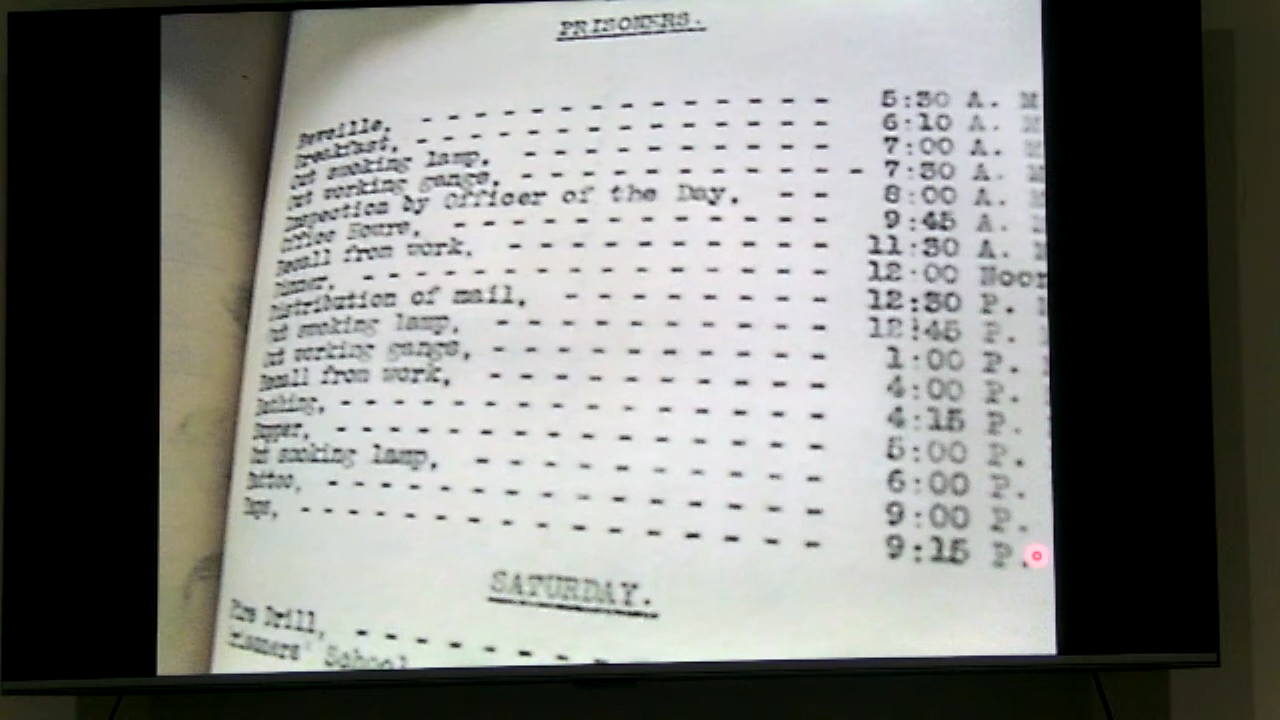 PRISONERS.
Reveille, - - - - - - - - - - - - - - 5:30 A. M
Breakfast, - - - - - - - - - - - - - - 6:10 A. M
Out smoking lamp, - - - - - - - - - - - 7:00 A. M
Out working gangs, - - - - - - - - - - - - 7:30 A.
Inspection by Officer of the Day, - - 8:00 A.
Office Hours, - - - - - - - - - - - - - 9:45 A.
Recall from work, - - - - - - - - - - - 11:30 A.
Dinner, - - - - - - - - - - - - - - - - 12:00 Noon
Distribution of mail, - - - - - - - - - 12:30 P.
Out smoking lamp, - - - - - - - - - - - 12:45 P.
Out working gangs, - - - - - - - - - - - 1:00 P.
Recall from work, - - - - - - - - - - - 4:00 P.
Bathing, - - - - - - - - - - - - - - - - 4:15 P.
Supper, - - - - - - - - - - - - - - - - 5:00 P.
Out smoking lamp, - - - - - - - - - - - 6:00 P.
Tattoo, - - - - - - - - - - - - - - - - 9:00 P.
Taps, - - - - - - - - - - - - - - - - - 9:15 P.
SATURDAY.
Fire Drill, - - - - - - - - -
Prisoners' School